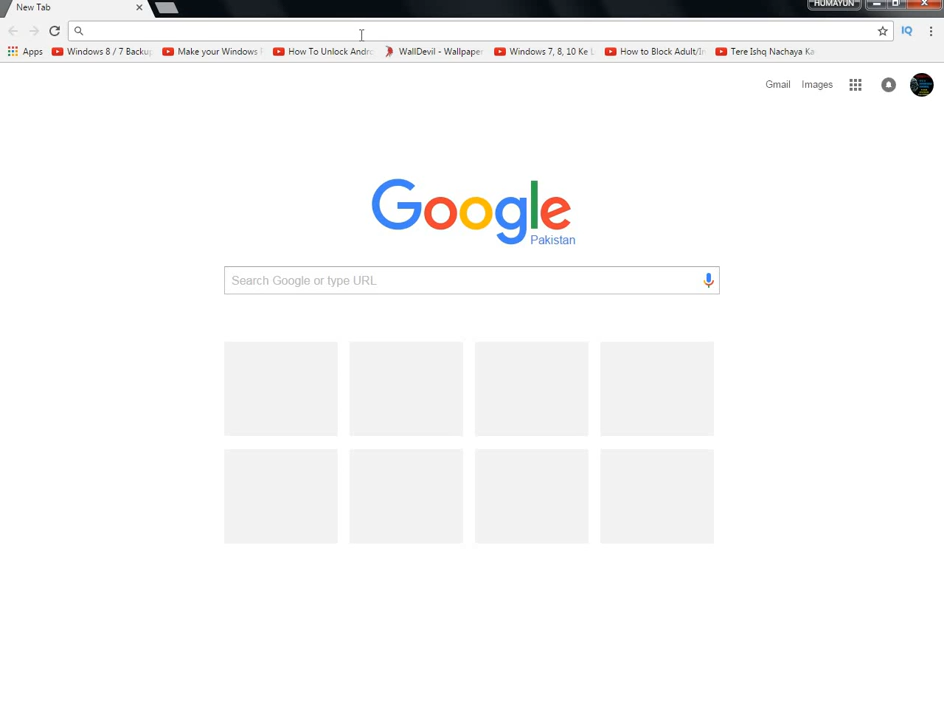 New Tab
HUMAYUN
IQ
Apps
Windows 8 / 7 Backup
Make your Windows
How To Unlock Andro
WallDevil - Wallpaper
Windows 7, 8, 10 Ke
How to Block Adult/
Tere Ishq Nachaya Ka
Gmail
Images
Google
Pakistan
Search Google or type URL